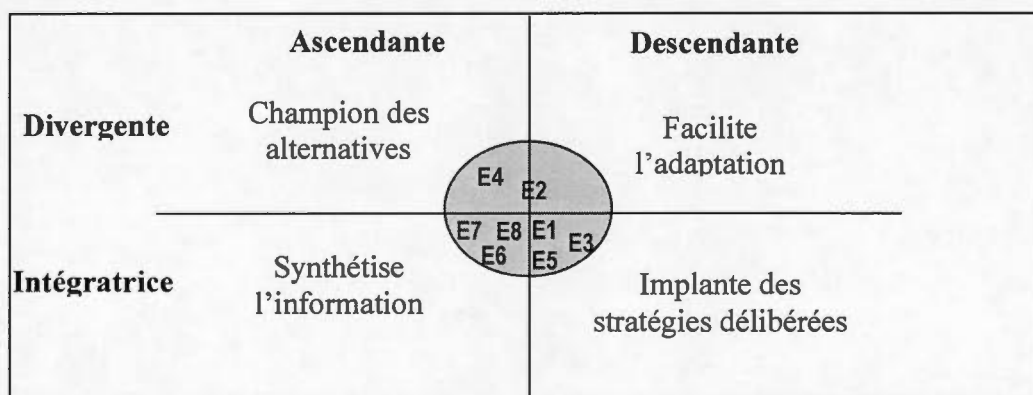 Ascendante
Descendante
Divergente
Champion des
alternatives
Facilite
l'adaptation
E4
E2
E7
E8
E1
E3
E6
E5
Intégratrice
Synthétise
l'information
Implante des
stratégies délibérées